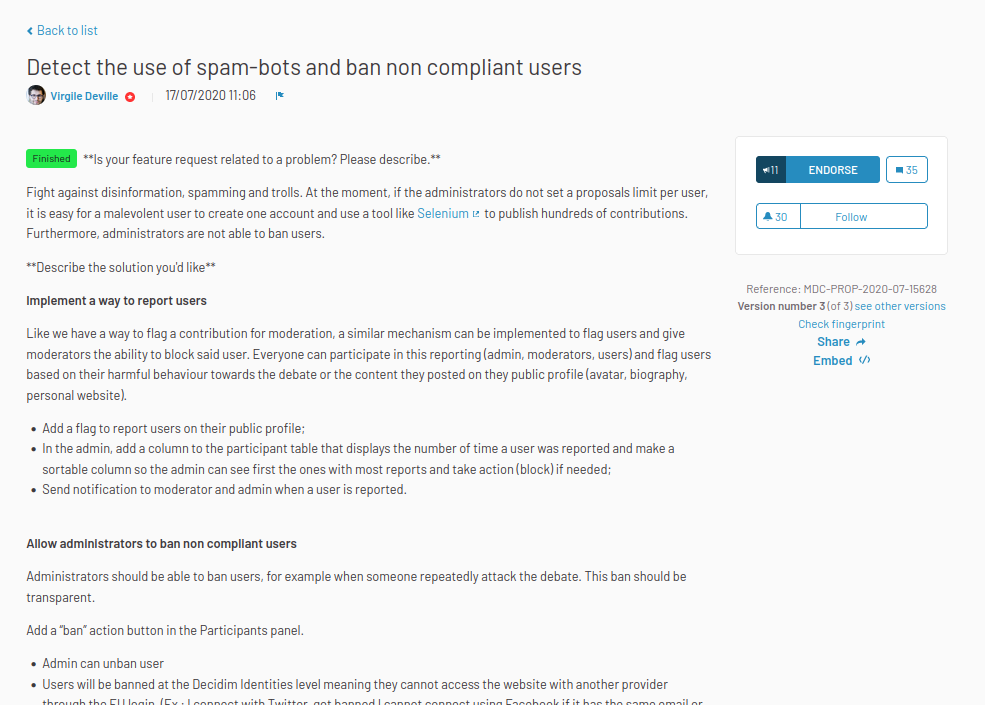 Back to list
Detect the use of spam-bots and ban non compliant users
Virgile Deville 17/07/2020 11:06
Finished **Is your feature request related to a problem? Please describe.**
Fight against disinformation, spamming and trolls. At the moment, if the administrators do not set a proposals limit per user,
it is easy for a malevolent user to create one account and use a tool like Selenium to publish hundreds of contributions.
Furthermore, administrators are not able to ban users.
**Describe the solution you'd like**
Implement a way to report users
Like we have a way to flag a contribution for moderation, a similar mechanism can be implemented to flag users and give
moderators the ability to block said user. Everyone can participate in this reporting (admin, moderators, users) and flag users
based on their harmful behaviour towards the debate or the content they posted on they public profile (avatar, biography,
personal website).
• Add a flag to report users on their public profile;
• In the admin, add a column to the participant table that displays the number of time a user was reported and make a
sortable column so the admin can see first the ones with most reports and take action (block) if needed;
• Send notification to moderator and admin when a user is reported.
Allow administrators to ban non compliant users
Administrators should be able to ban users, for example when someone repeatedly attack the debate. This ban should be
transparent.
Add a “ban” action button in the Participants panel.
• Admin can unban user
• Users will be banned at the Decidim Identities level meaning they cannot access the website with another provider
through the EU login. (Ex : I connect with Twitter, got banned I cannot connect using Facebook if it has the same email or
11 ENDORSE 35
30 Follow
Reference: MDC-PROP-2020-07-15628
Version number 3 (of 3) see other versions
Check fingerprint
Share
Embed